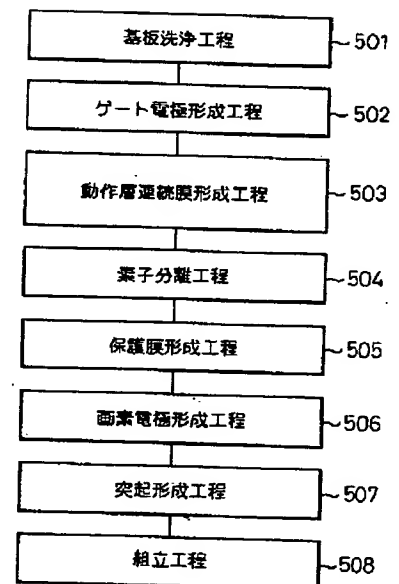 基板洗浄工程 501
ゲート電極形成工程 502
動作層連続膜形成工程 503
素子分離工程 504
保護膜形成工程 505
画素電極形成工程 506
突起形成工程 507
組立工程 508